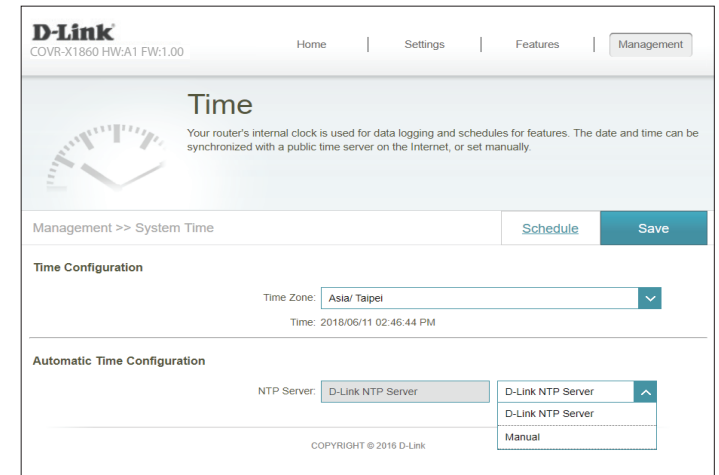 D-Link
COVR-X1860 HW:A1 FW:1.00
Home | Settings | Features | Management
Time
Your router's internal clock is used for data logging and schedules for features. The date and time can be
synchronized with a public time server on the Internet, or set manually.
Management >> System Time
Schedule
Save
Time Configuration
Time Zone: Asia/ Taipei
Time: 2018/06/11 02:46:44 PM
Automatic Time Configuration
NTP Server: D-Link NTP Server D-Link NTP Server
D-Link NTP Server
Manual
COPYRIGHT © 2016 D-Link